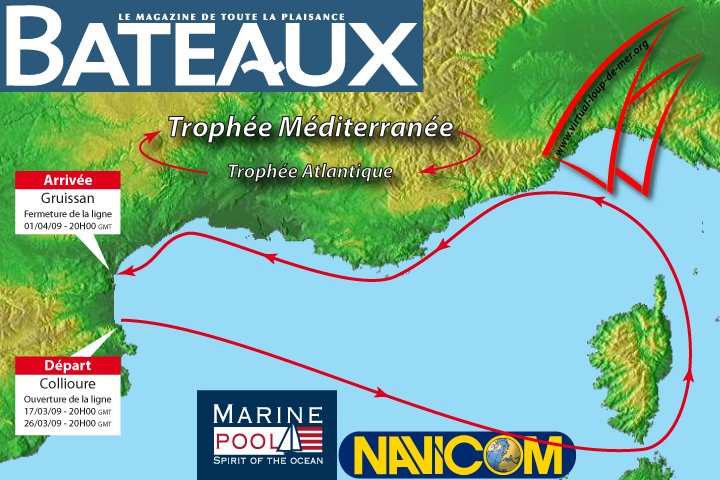 LE MAGAZINE DE TOUTE LA PLAISANCE
BATEAUX
www.virtual-loup-de-mer.org
Trophée Méditerranée
Trophée Atlantique
Arrivée
Gruissan
Fermeture de la ligne
01/04/09 - 20H00 GMT
Départ
Collioure
Ouverture de la ligne
17/03/09 - 20H00 GMT
26/03/09 - 20H00 GMT
MARINE
POOL
SPIRIT OF THE OCEAN
NAVICOM